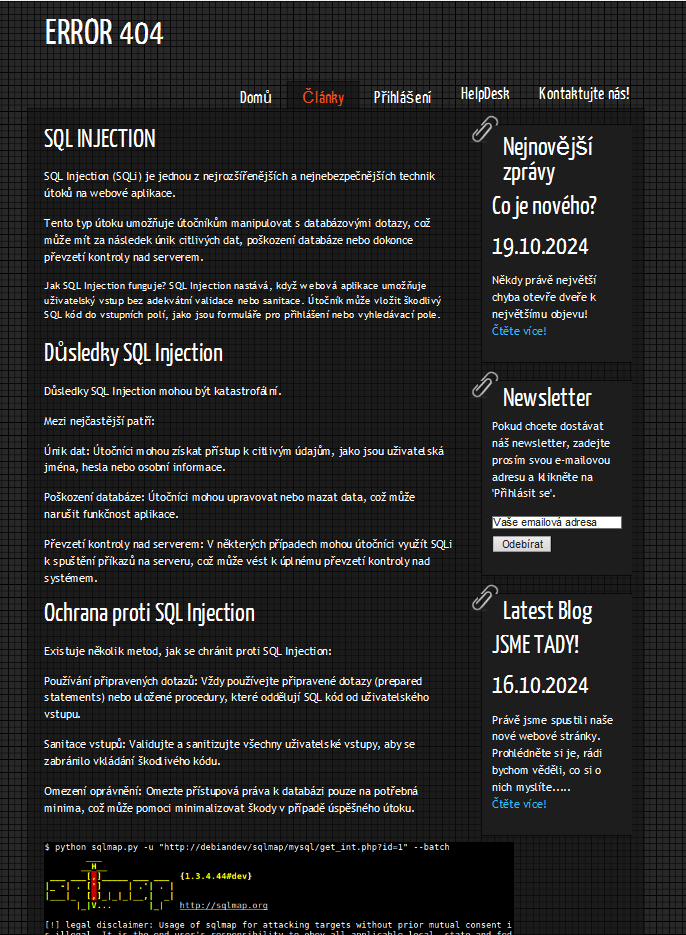 ERROR 404
Domů Články Přihlášení HelpDesk Kontaktujte nás!
SQL INJECTION
SQL Injection (SQLi) je jednou z nejrozšířenějších a nejnebezpečnějších technik
útoků na webové aplikace.
Tento typ útoku umožňuje útočníkům manipulovat s databázovými dotazy, což
může mít za následek únik citlivých dat, poškození databáze nebo dokonce
převzetí kontroly nad serverem.
Jak SQL Injection funguje? SQL Injection nastává, když webová aplikace umožňuje
uživatelský vstup bez adekvátní validace nebo sanitace. Útočník může vložit škodlivý
SQL kód do vstupních polí, jako jsou formuláře pro přihlášení nebo vyhledávací pole.
Důsledky SQL Injection
Důsledky SQL Injection mohou být katastrofální.
Mezi nejčastější patří:
Únik dat: Útočníci mohou získat přístup k citlivým údajům, jako jsou uživatelská
jména, hesla nebo osobní informace.
Poškození databáze: Útočníci mohou upravovat nebo mazat data, což může
narušit funkčnost aplikace.
Převzetí kontroly nad serverem: V některých případech mohou útočníci využít SQLi
k spuštění příkazů na serveru, což může vést k úplnému převzetí kontroly nad
systémem.
Ochrana proti SQL Injection
Existuje několik metod, jak se chránit proti SQL Injection:
Používání připravených dotazů: Vždy používejte připravené dotazy (prepared
statements) nebo uložené procedury, které oddělují SQL kód od uživatelského
vstupu.
Sanitace vstupů: Validujte a sanitizujte všechny uživatelské vstupy, aby se
zabránilo vkládání škodlivého kódu.
Omezení oprávnění: Omezte přístupová práva k databázi pouze na potřebná
minima, což může pomoci minimalizovat škody v případě úspěšného útoku.
$ python sqlmap.py -u "http://debiandev/sqlmap/mysql/get_int.php?id=1" --batch
{1.3.4.44#dev}
http://sqlmap.org
[!] legal disclaimer: Usage of sqlmap for attacking targets without prior mutual consent i
s illegal. It is the end user's responsibility to obey all applicable local, state and fed
Nejnovější
zprávy
Co je nového?
19.10.2024
Někdy právě největší
chyba otevře dveře k
největšímu objevu!
Čtěte více!
Newsletter
Pokud chcete dostávat
náš newsletter, zadejte
prosím svou e-mailovou
adresu a klikněte na
'Přihlásit se'.
Vaše emailová adresa
Odebírat
Latest Blog
JSME TADY!
16.10.2024
Právě jsme spustili naše
nové webové stránky.
Prohlédněte si je, rádi
bychom věděli, co si o
nich myslíte.....
Čtěte více!